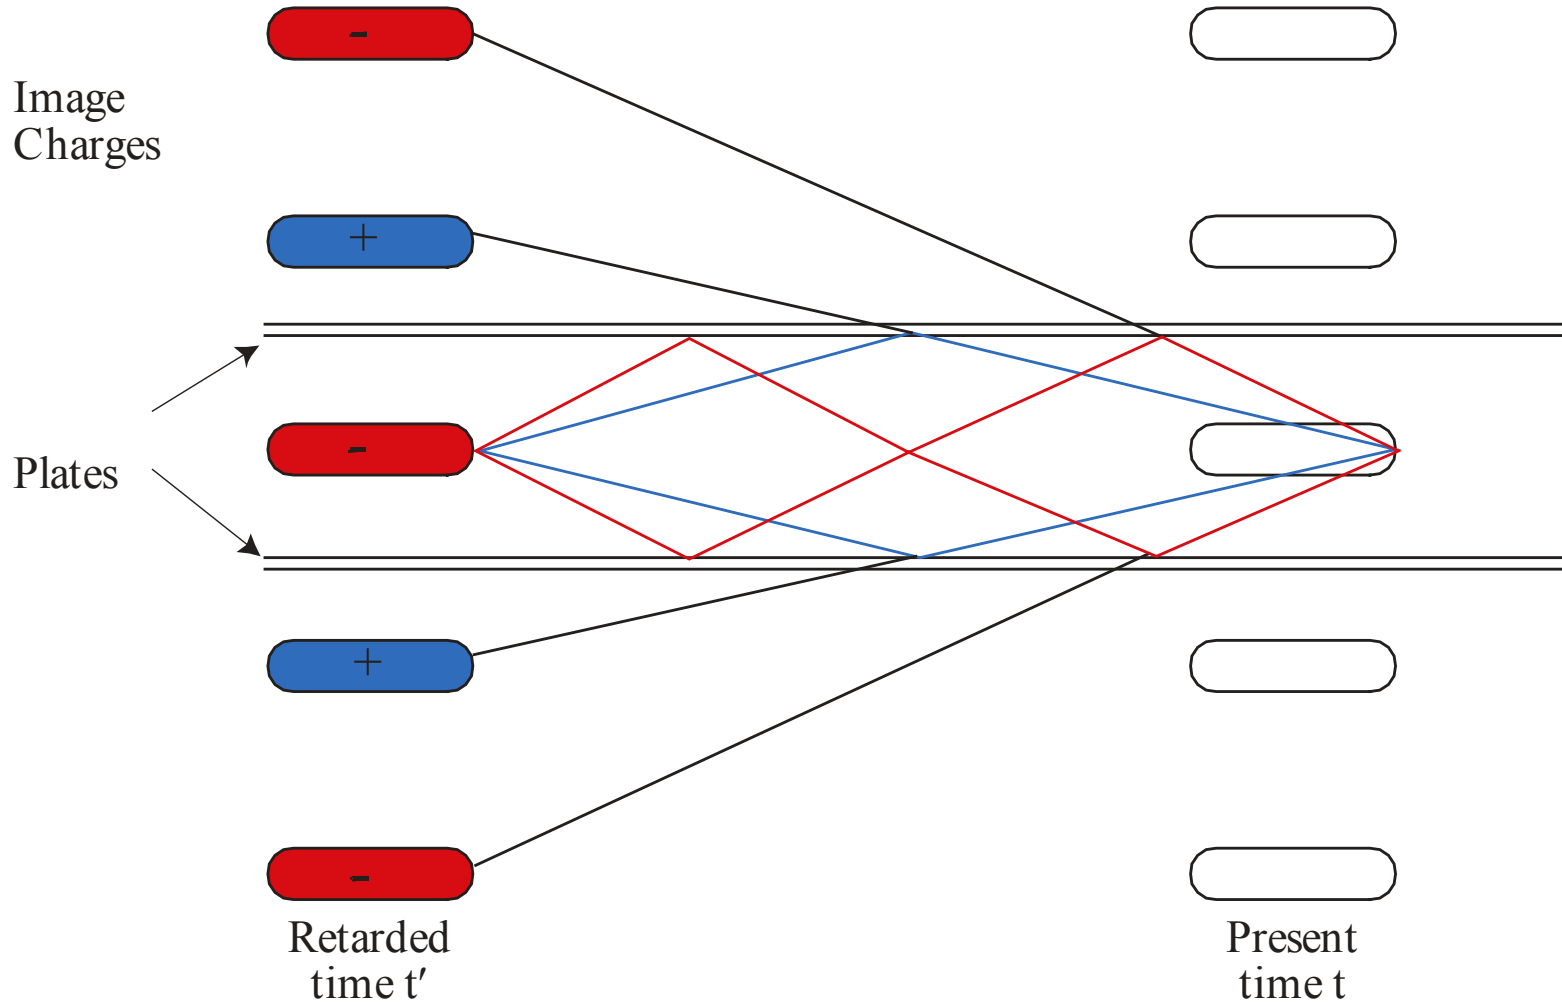 -
Image
Charges
+
-
Plates
+
-
Retarded
time t′
Present
time t